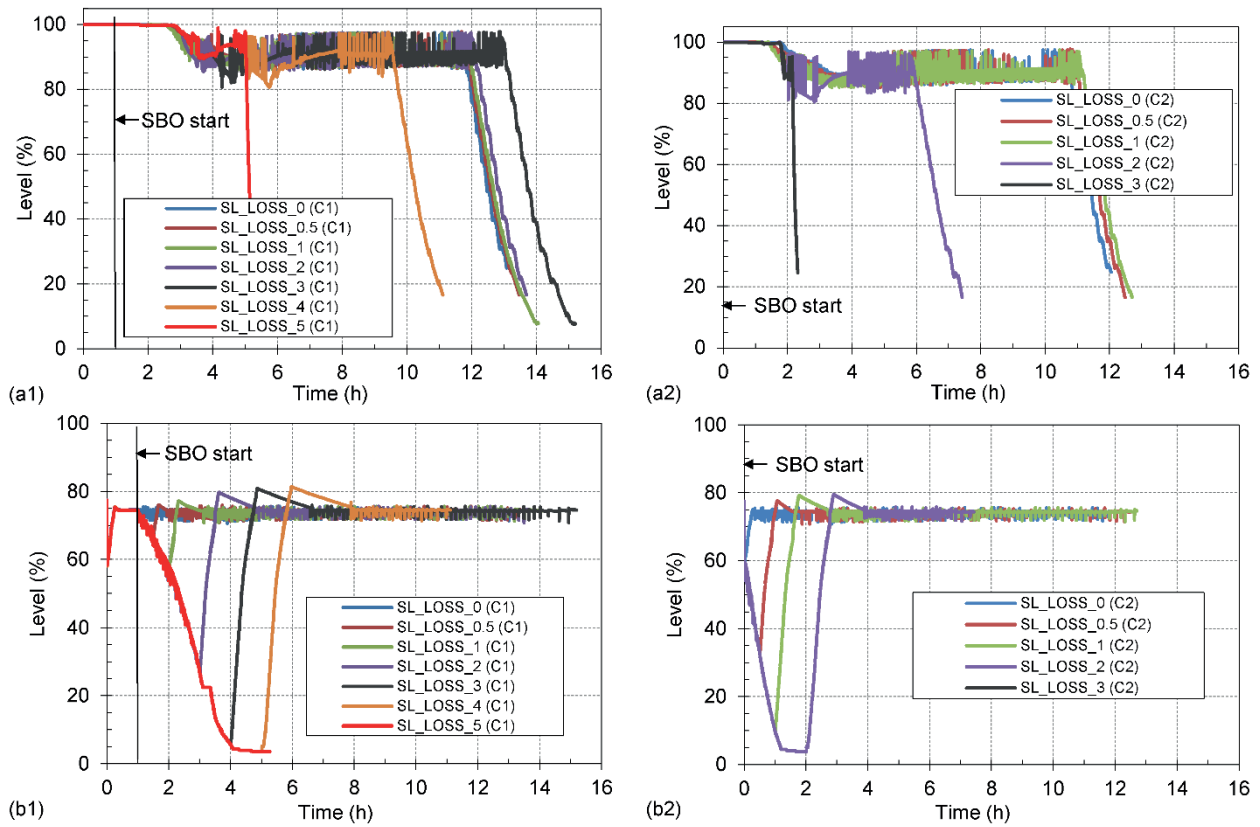 100
80
60
40
20
0
Level (%)
SBO start
SL_LOSS_0 (C1)
SL_LOSS_0.5 (C1)
SL_LOSS_1 (C1)
SL_LOSS_2 (C1)
SL_LOSS_3 (C1)
SL_LOSS_4 (C1)
SL_LOSS_5 (C1)
0 2 4 6 8 10 12 14 16
Time (h)
(a1)
100
80
60
40
20
0
Level (%)
SL_LOSS_0 (C2)
SL_LOSS_0.5 (C2)
SL_LOSS_1 (C2)
SL_LOSS_2 (C2)
SL_LOSS_3 (C2)
SBO start
0 2 4 6 8 10 12 14 16
Time (h)
(a2)
100
80
60
40
20
0
Level (%)
SBO start
SL_LOSS_0 (C1)
SL_LOSS_0.5 (C1)
SL_LOSS_1 (C1)
SL_LOSS_2 (C1)
SL_LOSS_3 (C1)
SL_LOSS_4 (C1)
SL_LOSS_5 (C1)
0 2 4 6 8 10 12 14 16
Time (h)
(b1)
100
80
60
40
20
0
Level (%)
SBO start
SL_LOSS_0 (C2)
SL_LOSS_0.5 (C2)
SL_LOSS_1 (C2)
SL_LOSS_2 (C2)
SL_LOSS_3 (C2)
0 2 4 6 8 10 12 14 16
Time (h)
(b2)